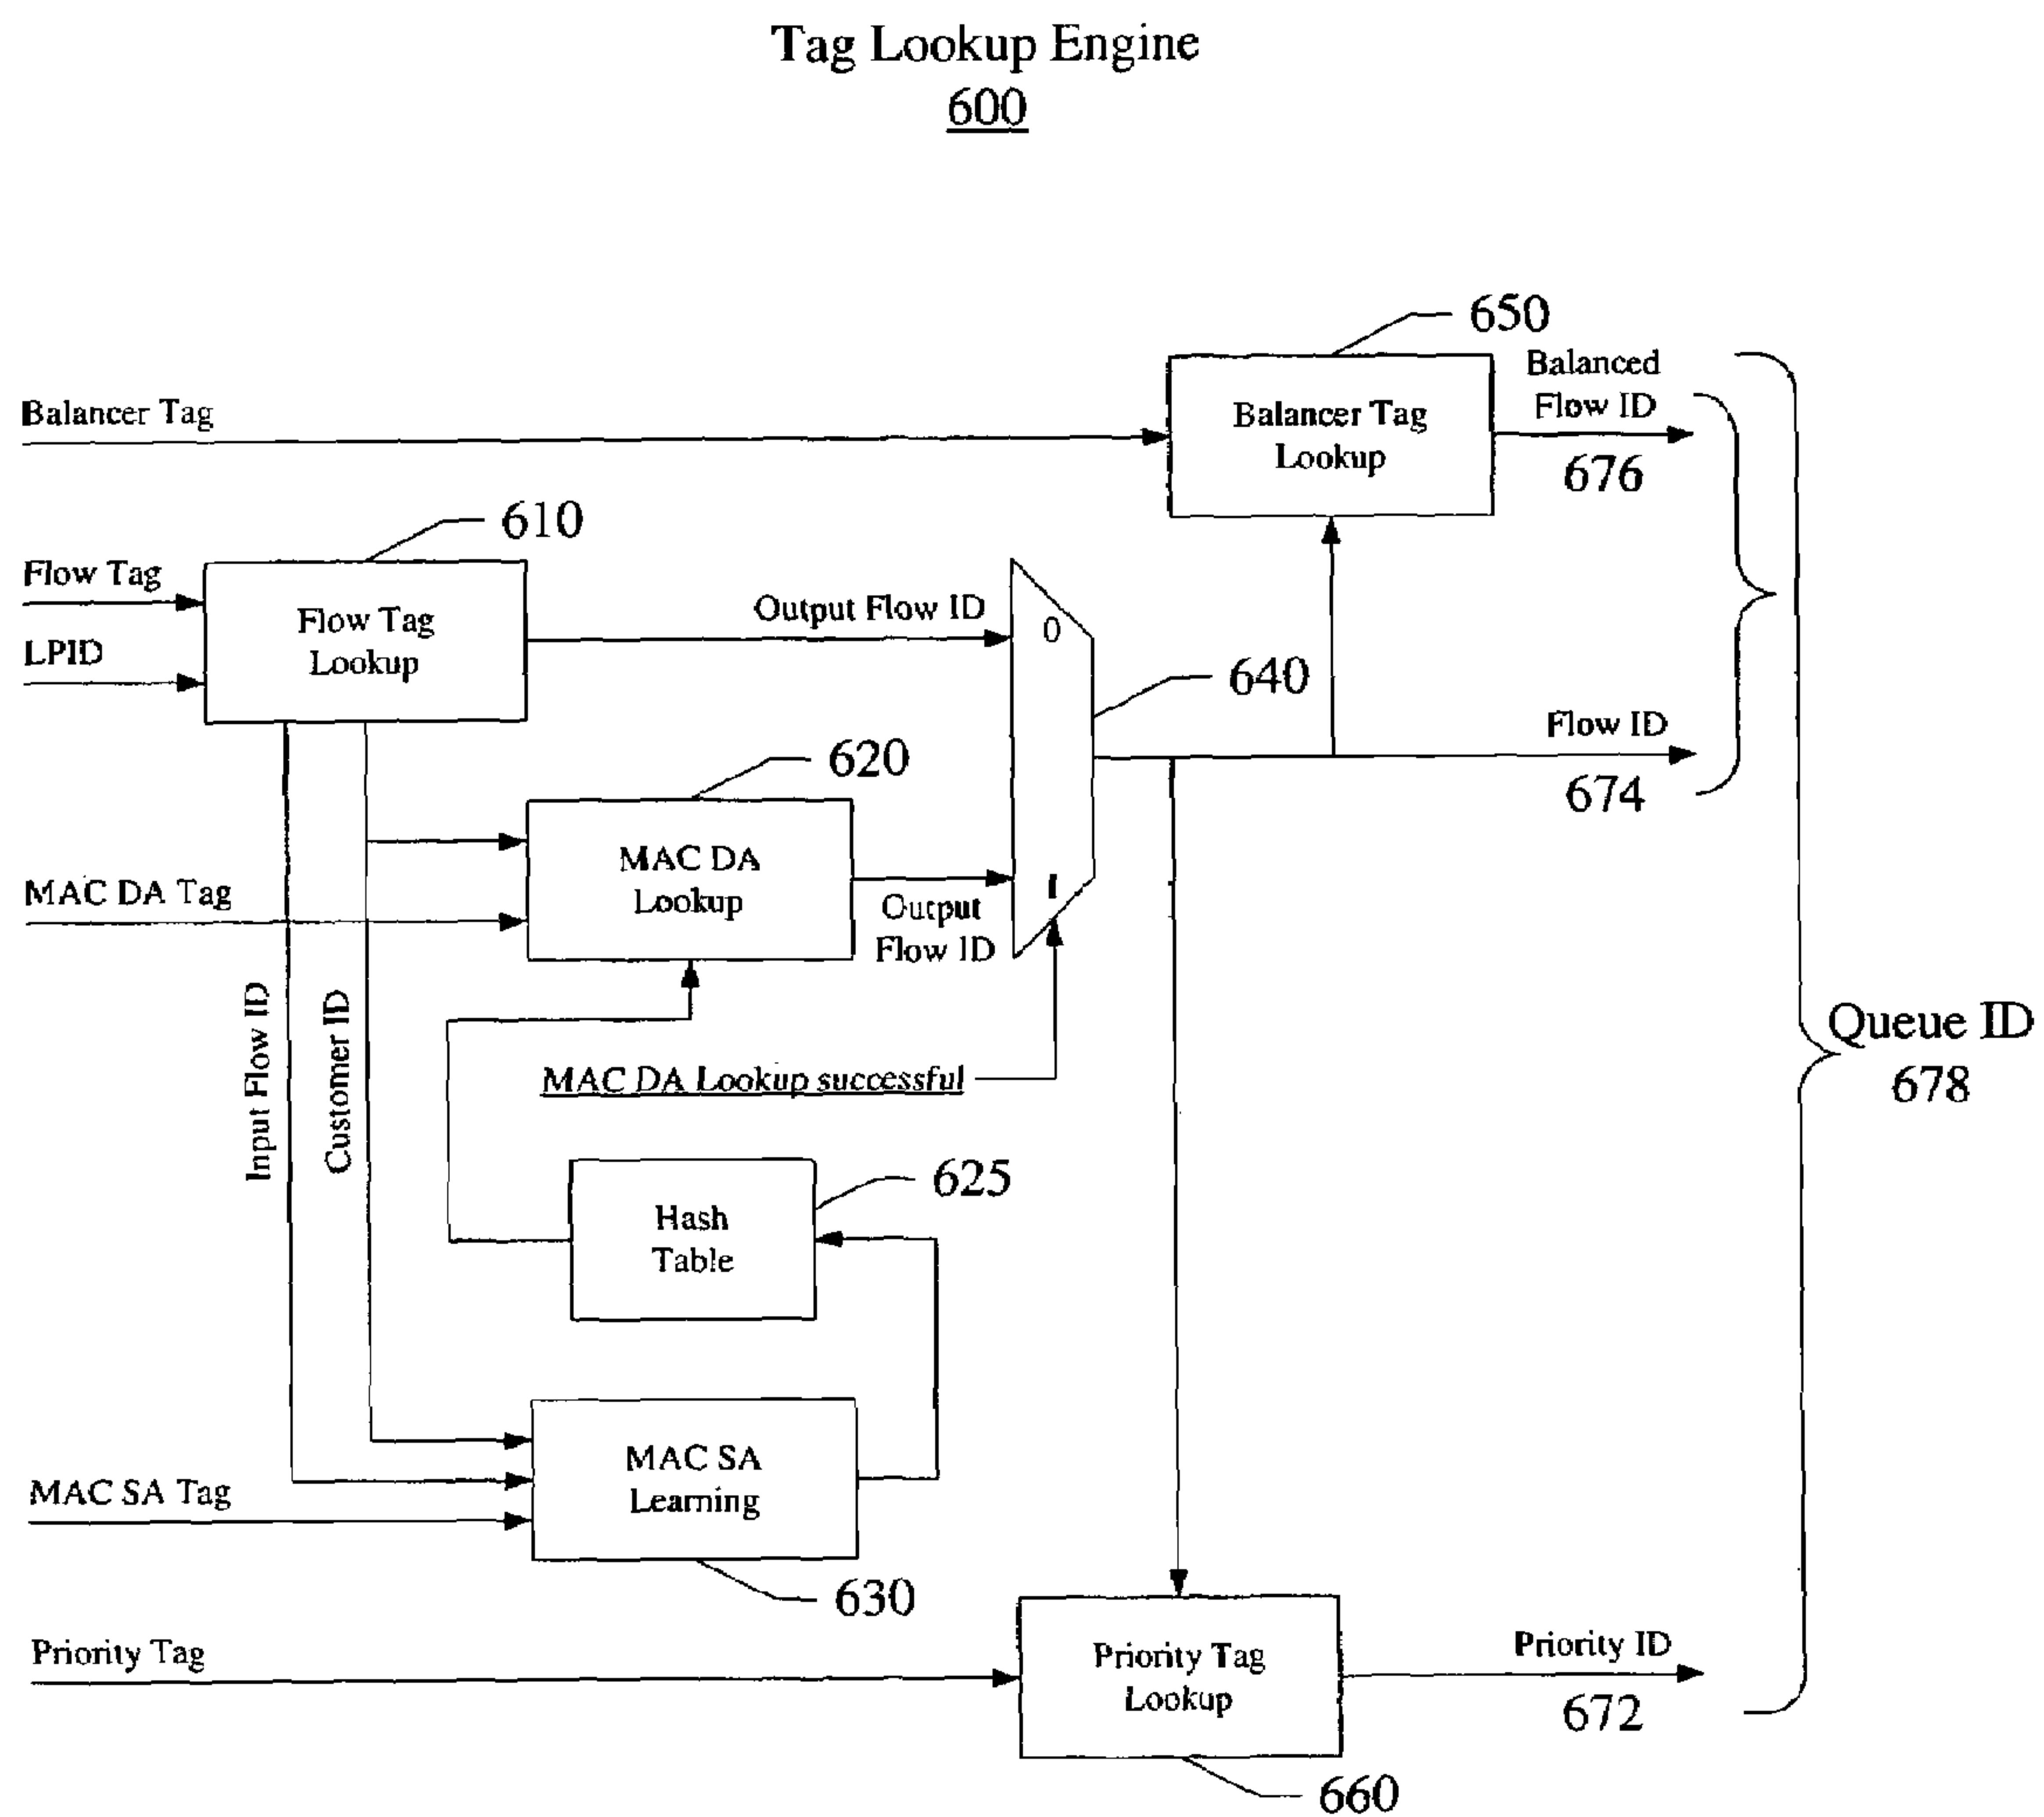 Tag Lookup Engine
600
650
Balanced
Flow ID
676
Balancer Tag
Balancer Tag
Lookup
610
Flow Tag
LPID
Flow Tag
Lookup
Output Flow ID
0
640
Flow ID
674
620
MAC DA
Lookup
MAC DA Tag
Output
Flow ID
1
Input Flow ID
Customer ID
MAC DA Lookup successful
Queue ID
678
625
Hash
Table
MAC SA
Learning
MAC SA Tag
630
Priority Tag
Priority Tag
Lookup
Priority ID
672
660